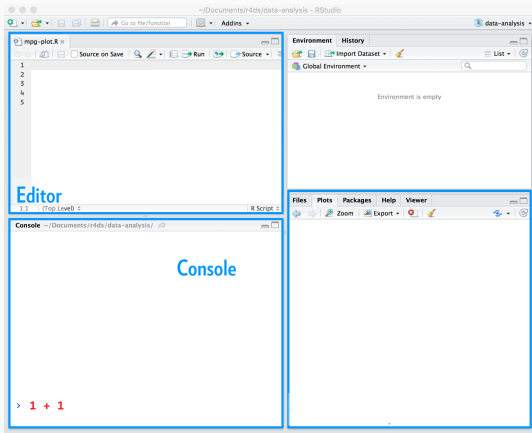 ~/Documents/r4ds/data-analysis - RStudio
Go to file/function
Addins
data-analysis
mpg-plot.R
Source on Save
Run
Source
1
2
3
4
5
Editor
1:1 (Top Level) R Script
Console ~/Documents/r4ds/data-analysis/
Console
> 1 + 1
Environment History
Import Dataset
List
Global Environment
Environment is empty
Files Plots Packages Help Viewer
Zoom Export